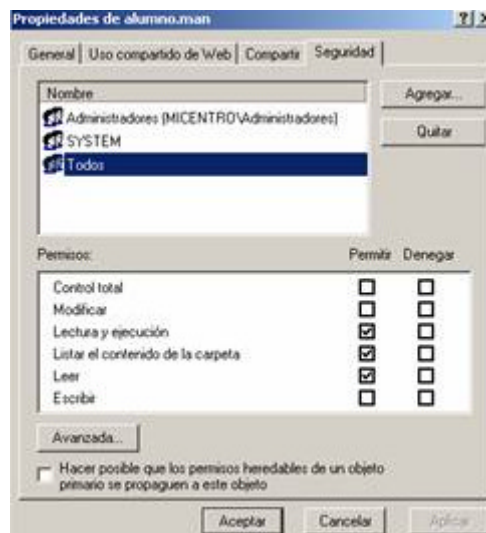 Propiedades de alumno.man
General Uso compartido de Web Compartir Seguridad
Nombre
Agregar...
Administradores (MICENTRO\Administradores)
Quitar
SYSTEM
Todos
Permisos: Permitir Denegar
Control total
Modificar
Lectura y ejecución
Listar el contenido de la carpeta
Leer
Escribir
Avanzada...
Hacer posible que los permisos heredables de un objeto
primario se propaguen a este objeto
Aceptar Cancelar Aplicar